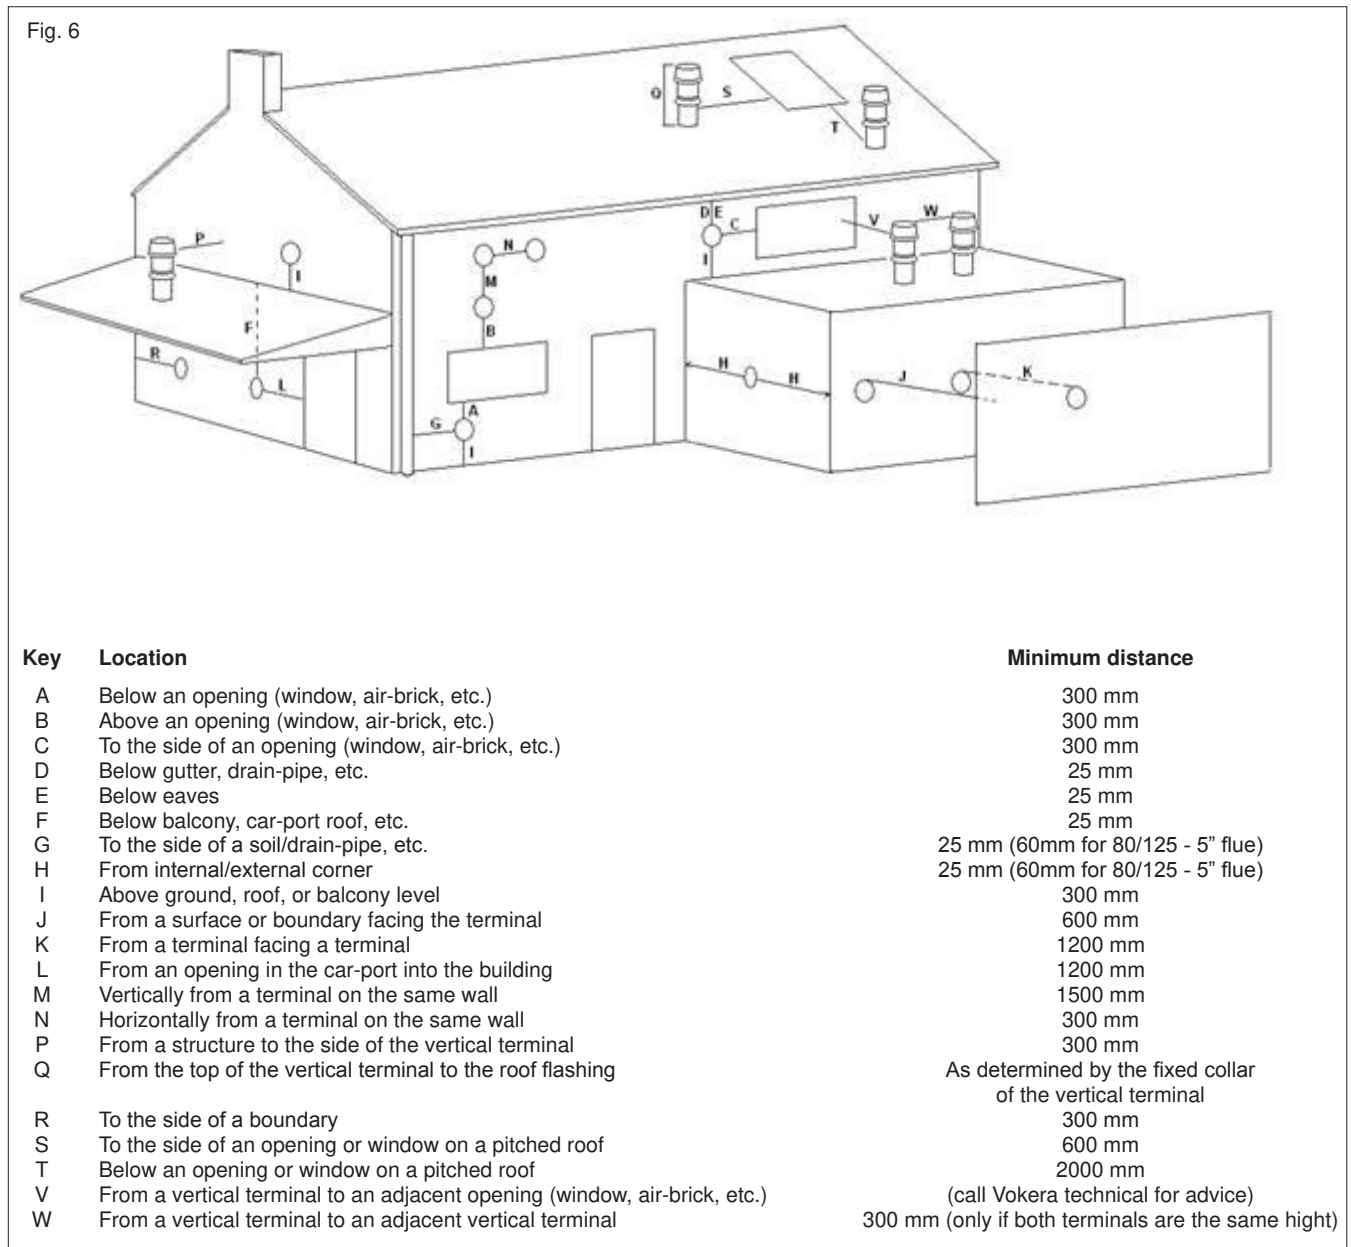 Fig. 6
Q
S
T
D E
C
V
W
I
P
I
N
M
B
F
R
L
A
G
I
H
H
J
K
Key Location Minimum distance
A Below an opening (window, air-brick, etc.) 300 mm
B Above an opening (window, air-brick, etc.) 300 mm
C To the side of an opening (window, air-brick, etc.) 300 mm
D Below gutter, drain-pipe, etc. 25 mm
E Below eaves 25 mm
F Below balcony, car-port roof, etc. 25 mm
G To the side of a soil/drain-pipe, etc. 25 mm (60mm for 80/125 - 5” flue)
H From internal/external corner 25 mm (60mm for 80/125 - 5” flue)
I Above ground, roof, or balcony level 300 mm
J From a surface or boundary facing the terminal 600 mm
K From a terminal facing a terminal 1200 mm
L From an opening in the car-port into the building 1200 mm
M Vertically from a terminal on the same wall 1500 mm
N Horizontally from a terminal on the same wall 300 mm
P From a structure to the side of the vertical terminal 300 mm
Q From the top of the vertical terminal to the roof flashing As determined by the fixed collar
of the vertical terminal
R To the side of a boundary 300 mm
S To the side of an opening or window on a pitched roof 600 mm
T Below an opening or window on a pitched roof 2000 mm
V From a vertical terminal to an adjacent opening (window, air-brick, etc.) (call Vokera technical for advice)
W From a vertical terminal to an adjacent vertical terminal 300 mm (only if both terminals are the same hight)